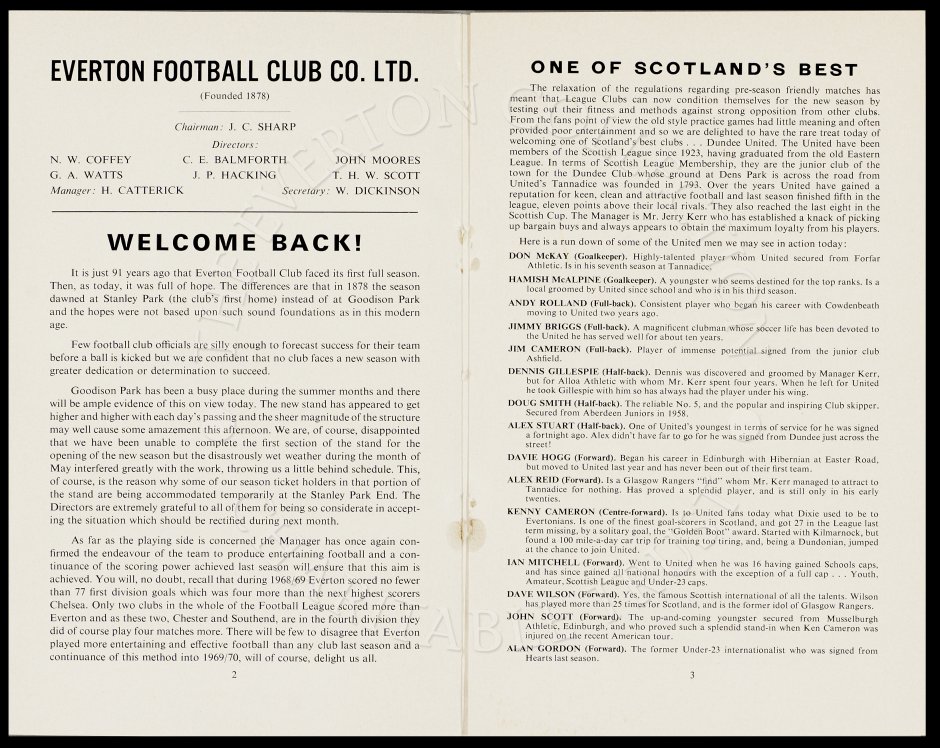 EVERTON FOOTBALL CLUB CO. LTD.
(Founded 1878)
Chairman: J. C. SHARP
Directors:
N. W. COFFEY C. E. BALMFORTH JOHN MOORES
G. A. WATTS J. P. HACKING T. H. W. SCOTT
Manager: H. CATTERICK Secretary: W. DICKINSON
WELCOME BACK!
It is just 91 years ago that Everton Football Club faced its first full season.
Then, as today, it was full of hope. The differences are that in 1878 the season
dawned at Stanley Park (the club's first home) instead of at Goodison Park
and the hopes were not based upon such sound foundations as in this modern
age.
Few football club officials are silly enough to forecast success for their team
before a ball is kicked but we are confident that no club faces a new season with
greater dedication or determination to succeed.
Goodison Park has been a busy place during the summer months and there
will be ample evidence of this on view today. The new stand has appeared to get
higher and higher with each day's passing and the sheer magnitude of the structure
may well cause some amazement this afternoon. We are, of course, disappointed
that we have been unable to complete the first section of the stand for the
opening of the new season but the disastrously wet weather during the month of
May interfered greatly with the work, throwing us a little behind schedule. This,
of course, is the reason why some of our season ticket holders in that portion of
the stand are being accommodated temporarily at the Stanley Park End. The
Directors are extremely grateful to all of them for being so considerate in accept-
ing the situation which should be rectified during next month.
As far as the playing side is concerned the Manager has once again con-
firmed the endeavour of the team to produce entertaining football and a con-
tinuance of the scoring power achieved last season will ensure that this aim is
achieved. You will, no doubt, recall that during 1968/69 Everton scored no fewer
than 77 first division goals which was four more than the next highest scorers
Chelsea. Only two clubs in the whole of the Football League scored more than
Everton and as these two, Chester and Southend, are in the fourth division they
did of course play four matches more. There will be few to disagree that Everton
played more entertaining and effective football than any club last season and a
continuance of this method into 1969/70, will of course, delight us all.
2
ONE OF SCOTLAND'S BEST
The relaxation of the regulations regarding pre-season friendly matches has
meant that League Clubs can now condition themselves for the new season by
testing out their fitness and methods against strong opposition from other clubs.
From the fans point of view the old style practice games had little meaning and often
provided poor entertainment and so we are delighted to have the rare treat today of
welcoming one of Scotland's best clubs . . . Dundee United. The United have been
members of the Scottish League since 1923, having graduated from the old Eastern
League. In terms of Scottish League Membership, they are the junior club of the
town for the Dundee Club whose ground at Dens Park is across the road from
United's Tannadice was founded in 1793. Over the years United have gained a
reputation for keen, clean and attractive football and last season finished fifth in the
league, eleven points above their local rivals. They also reached the last eight in the
Scottish Cup. The Manager is Mr. Jerry Kerr who has established a knack of picking
up bargain buys and always appears to obtain the maximum loyalty from his players.
Here is a run down of some of the United men we may see in action today:
DON McKAY (Goalkeeper). Highly-talented player whom United secured from Forfar
Athletic. Is in his seventh season at Tannadice.
HAMISH McALPINE (Goalkeeper). A youngster who seems destined for the top ranks. Is a
local groomed by United since school and who is in his third season.
ANDY ROLLAND (Full-back). Consistent player who began his career with Cowdenbeath
moving to United two years ago.
JIMMY BRIGGS (Full-back). A magnificent clubman whose soccer life has been devoted to
the United he has served well for about ten years.
JIM CAMERON (Full-back). Player of immense potential signed from the junior club
Ashfield.
DENNIS GILLESPIE (Half-back). Dennis was discovered and groomed by Manager Kerr,
but for Alloa Athletic with whom Mr. Kerr spent four years. When he left for United
he took Gillespie with him so has always had the player under his wing.
DOUG SMITH (Half-back). The reliable No. 5, and the popular and inspiring Club skipper.
Secured from Aberdeen Juniors in 1958.
ALEX STUART (Half-back). One of United's youngest in terms of service for he was signed
a fortnight ago. Alex didn't have far to go for he was signed from Dundee just across the
street!
DAVIE HOGG (Forward). Began his career in Edinburgh with Hibernian at Easter Road,
but moved to United last year and has never been out of their first team.
ALEX REID (Forward). Is a Glasgow Rangers "find" whom Mr. Kerr managed to attract to
Tannadice for nothing. Has proved a splendid player, and is still only in his early
twenties.
KENNY CAMERON (Centre-forward). Is to United fans today what Dixie used to be to
Evertonians. Is one of the finest goal-scorers in Scotland, and got 27 in the League last
term missing, by a solitary goal, the "Golden Boot" award. Started with Kilmarnock, but
found a 100 mile-a-day car trip for training too tiring, and, being a Dundonian, jumped
at the chance to join United.
IAN MITCHELL (Forward). Went to United when he was 16 having gained Schools caps,
and has since gained all national honours with the exception of a full cap . . . Youth,
Amateur, Scottish League and Under-23 caps.
DAVE WILSON (Forward). Yes, the famous Scottish international of all the talents. Wilson
has played more than 25 times for Scotland, and is the former idol of Glasgow Rangers.
JOHN SCOTT (Forward). The up-and-coming youngster secured from Musselburgh
Athletic, Edinburgh, and who proved such a splendid stand-in when Ken Cameron was
injured on the recent American tour.
ALAN GORDON (Forward). The former Under-23 internationalist who was signed from
Hearts last season.
3